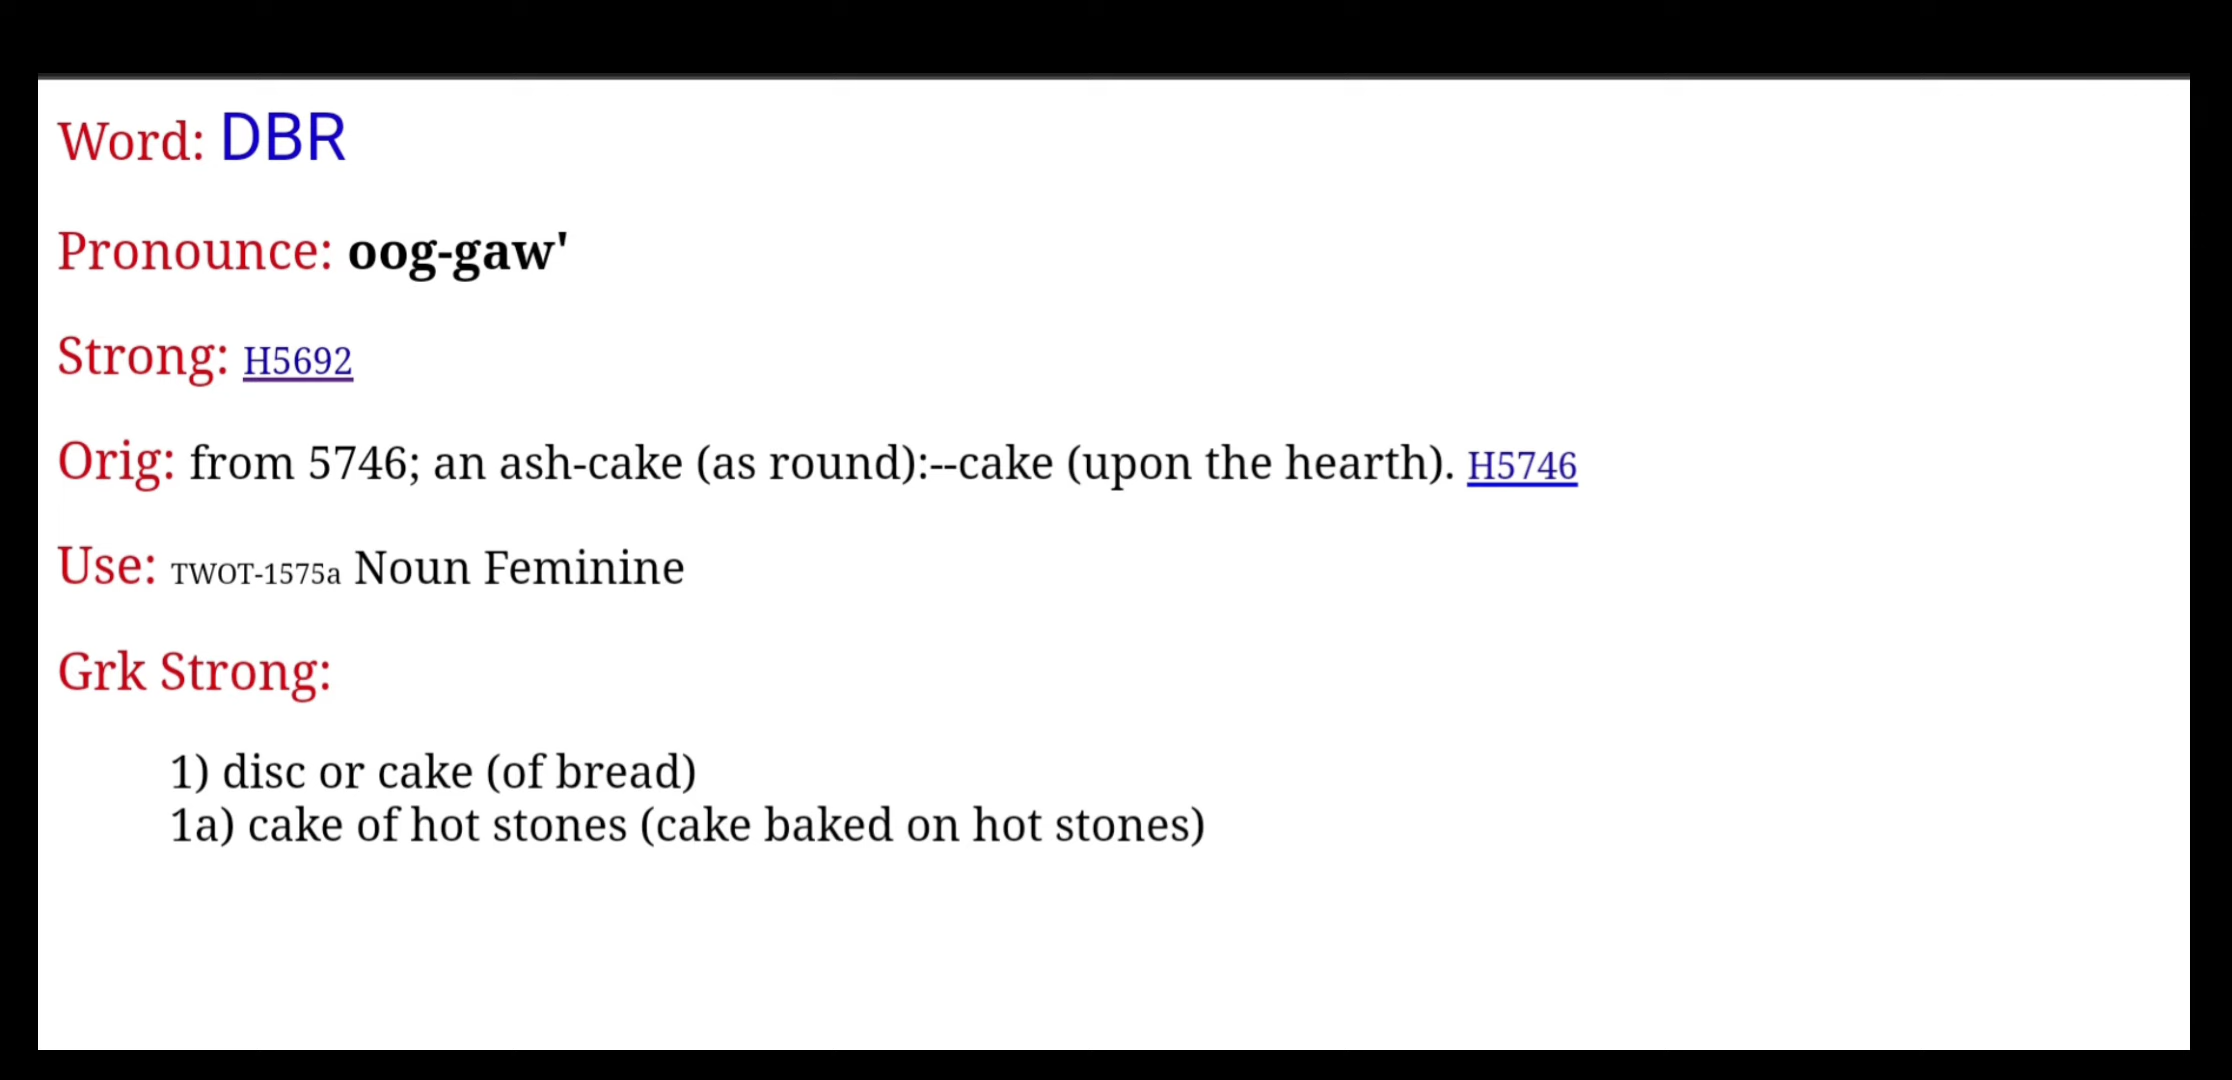 Word: DBR
Pronounce: oog-gaw'
Strong: H5692
Orig: from 5746; an ash-cake (as round):--cake (upon the hearth). H5746
Use: TWOT-1575a Noun Feminine
Grk Strong:
1) disc or cake (of bread)
1a) cake of hot stones (cake baked on hot stones)